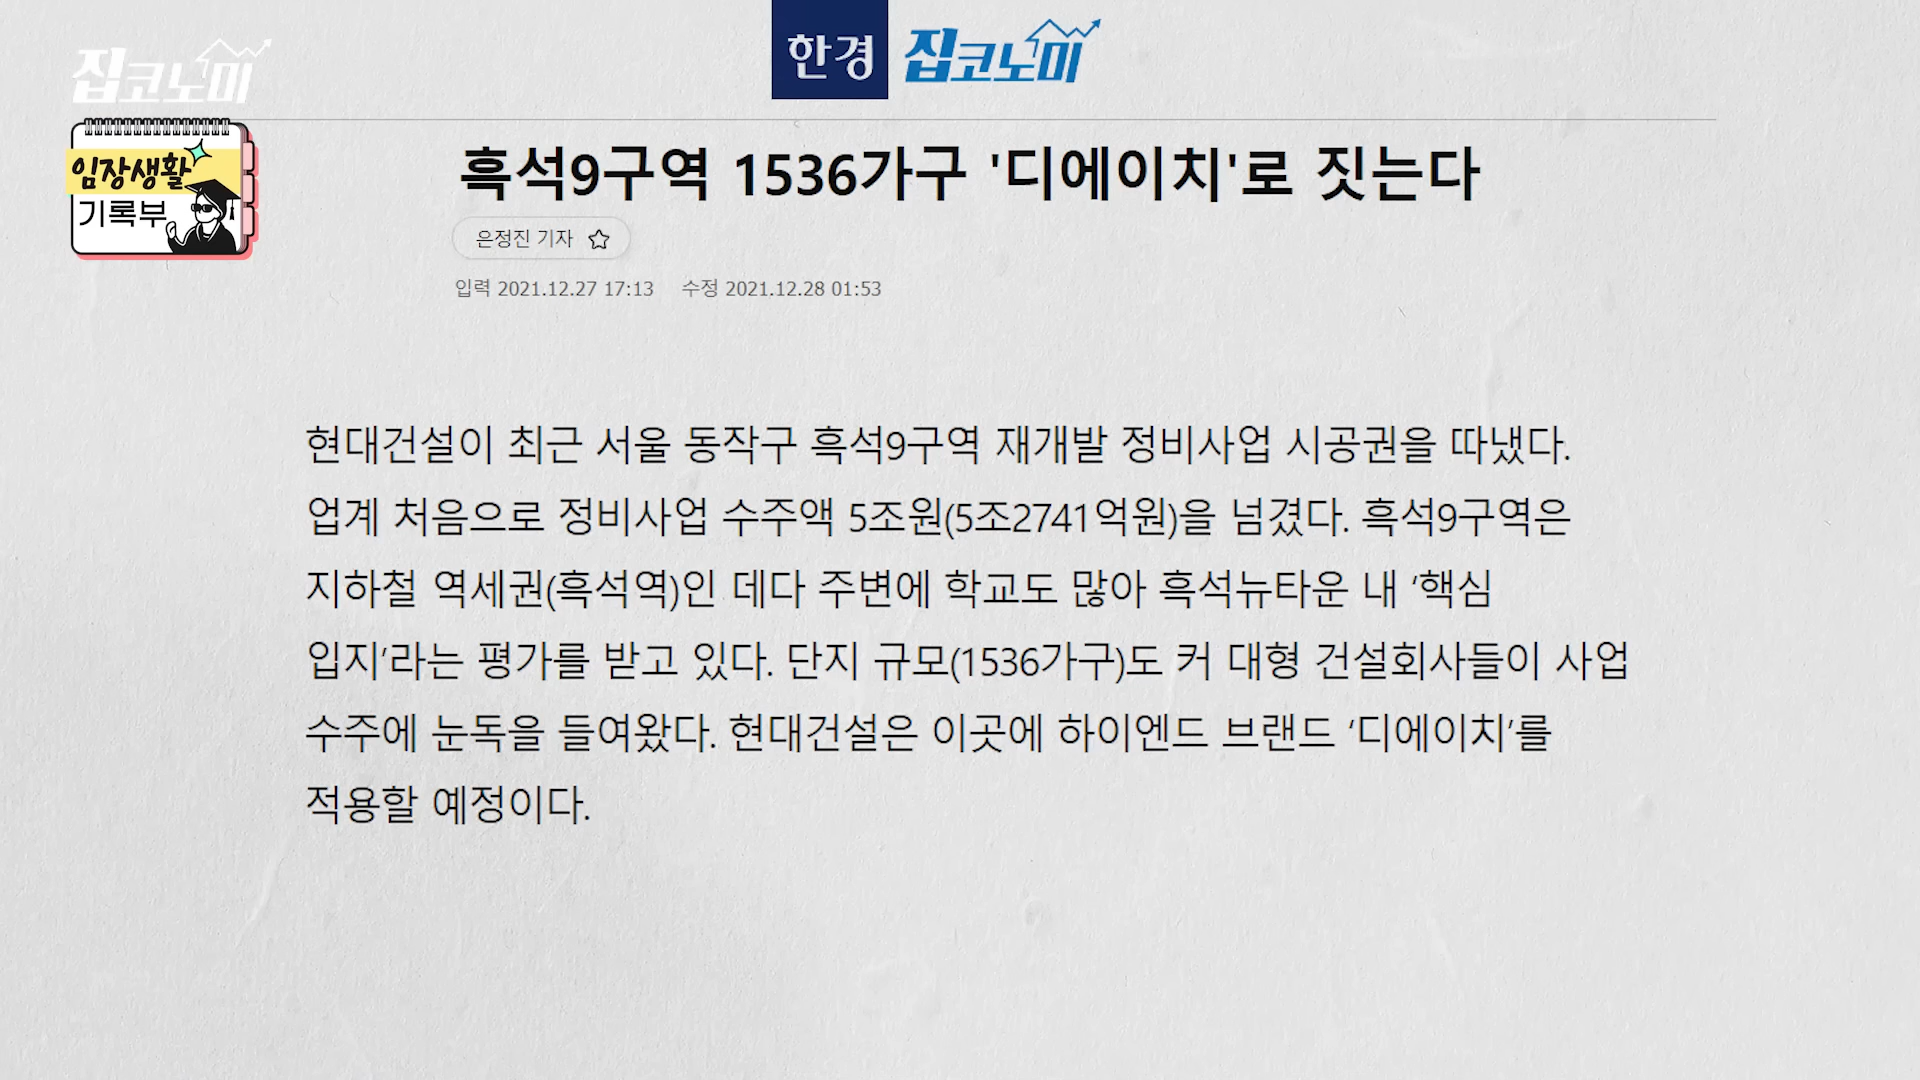 집코노미
한경 집코노미
임장생활
기록부
흑석9구역 1536가구 '디에이치'로 짓는다
은정진 기자
입력 2021.12.27 17:13 수정 2021.12.28 01:53
현대건설이 최근 서울 동작구 흑석9구역 재개발 정비사업 시공권을 따냈다.
업계 처음으로 정비사업 수주액 5조원(5조2741억원)을 넘겼다. 흑석9구역은
지하철 역세권(흑석역)인 데다 주변에 학교도 많아 흑석뉴타운 내 ‘핵심
입지’라는 평가를 받고 있다. 단지 규모(1536가구)도 커 대형 건설회사들이 사업
수주에 눈독을 들여왔다. 현대건설은 이곳에 하이엔드 브랜드 ‘디에이치’를
적용할 예정이다.